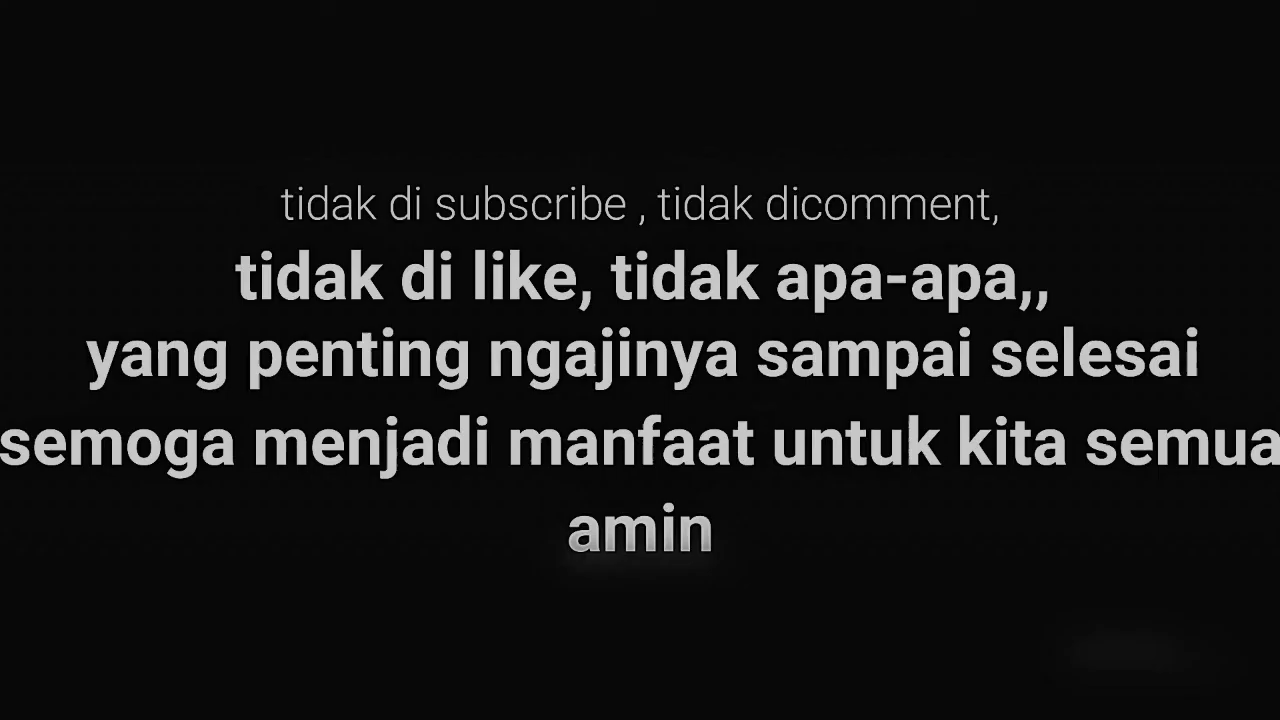 tidak di subscribe , tidak dicomment,
tidak di like, tidak apa-apa,,
yang penting ngajinya sampai selesai
semoga menjadi manfaat untuk kita semua
amin